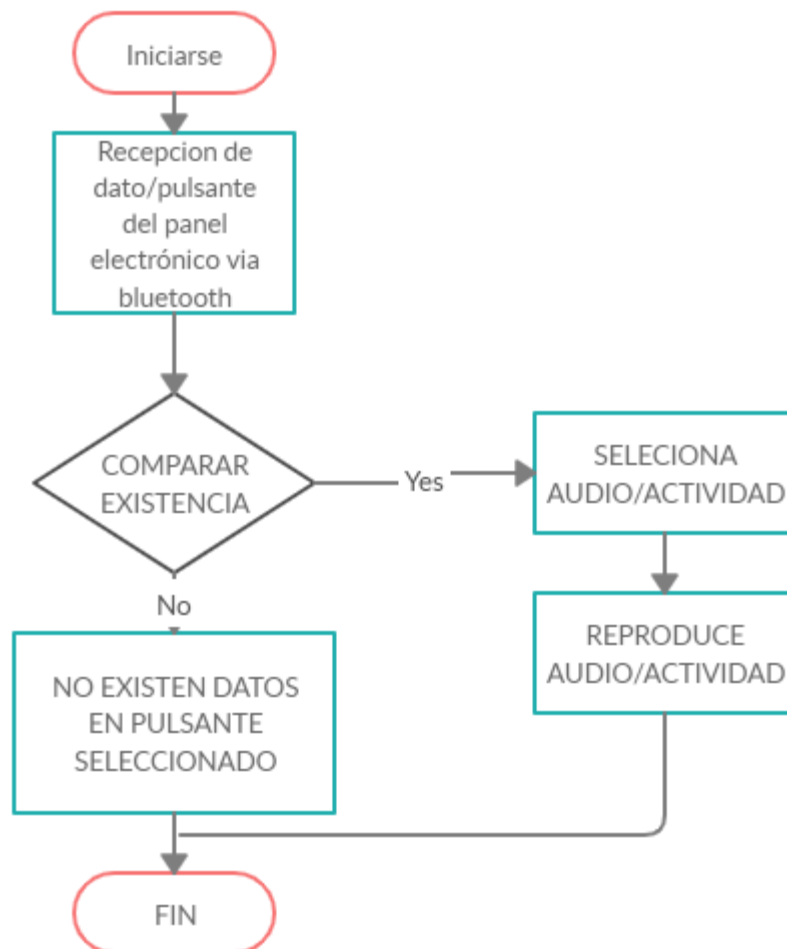 Iniciarse
Recepcion de
dato/pulsante
del panel
electrónico via
bluetooth
COMPARAR
EXISTENCIA
Yes
SELECIONA
AUDIO/ACTIVIDAD
REPRODUCE
AUDIO/ACTIVIDAD
No
NO EXISTEN DATOS
EN PULSANTE
SELECCIONADO
FIN